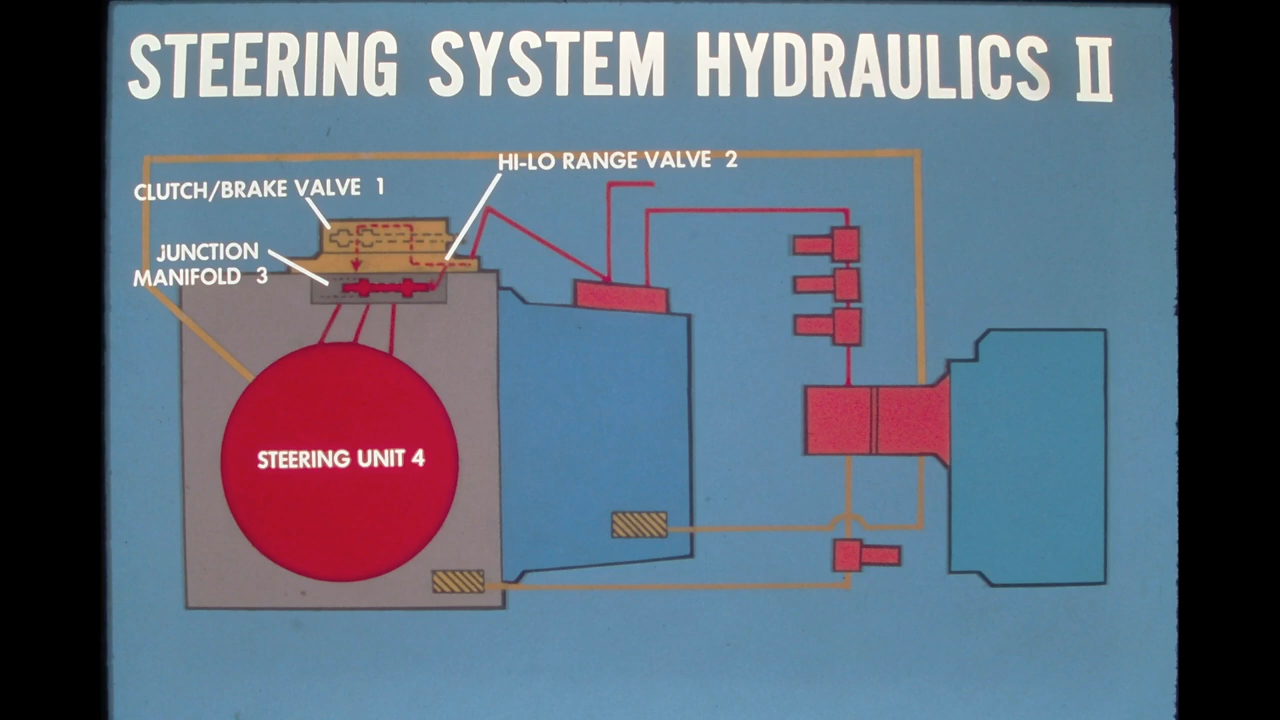 STEERING SYSTEM HYDRAULICS II
HI-LO RANGE VALVE 2
CLUTCH/BRAKE VALVE 1
JUNCTION
MANIFOLD 3
STEERING UNIT 4